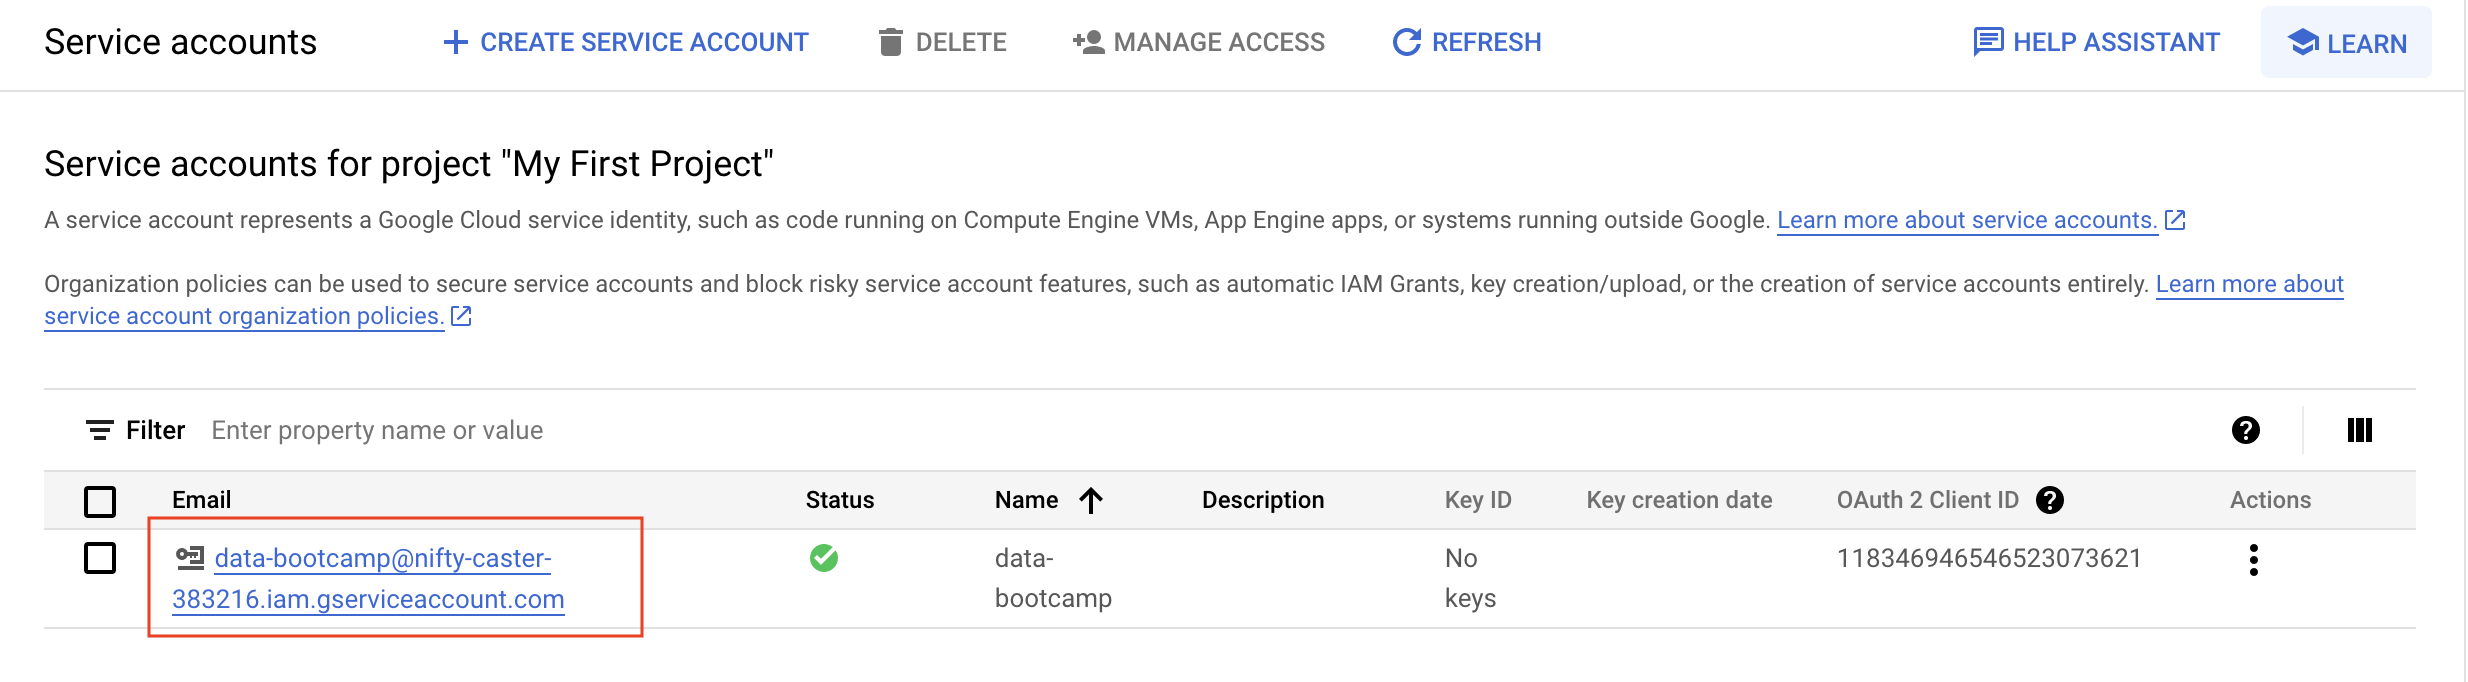 Service accounts
CREATE SERVICE ACCOUNT
DELETE
MANAGE ACCESS
REFRESH
HELP ASSISTANT
LEARN
Service accounts for project "My First Project"
A service account represents a Google Cloud service identity, such as code running on Compute Engine VMs, App Engine apps, or systems running outside Google. Learn more about service accounts.
Organization policies can be used to secure service accounts and block risky service account features, such as automatic IAM Grants, key creation/upload, or the creation of service accounts entirely. Learn more about
service account organization policies.
Filter Enter property name or value
Email Status Name Description Key ID Key creation date OAuth 2 Client ID Actions
data-bootcamp@nifty-caster-
383216.iam.gserviceaccount.com
data-
bootcamp
No
keys
118346946546523073621